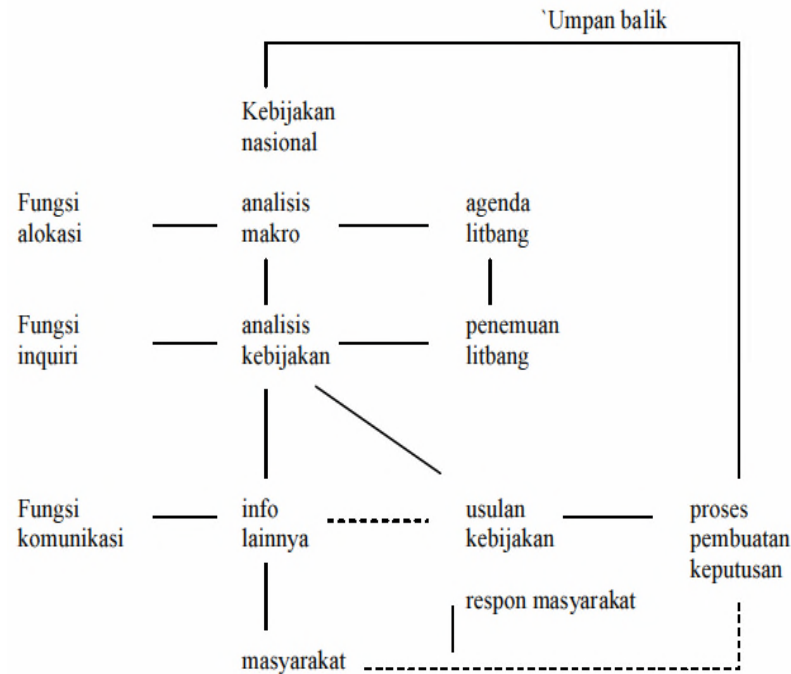 `Umpan balik
Kebijakan
nasional
Fungsi
alokasi
analisis
makro
agenda
litbang
Fungsi
inquiri
analisis
kebijakan
penemuan
litbang
Fungsi
komunikasi
info
lainnya
usulan
kebijakan
proses
pembuatan
keputusan
respon masyarakat
masyarakat